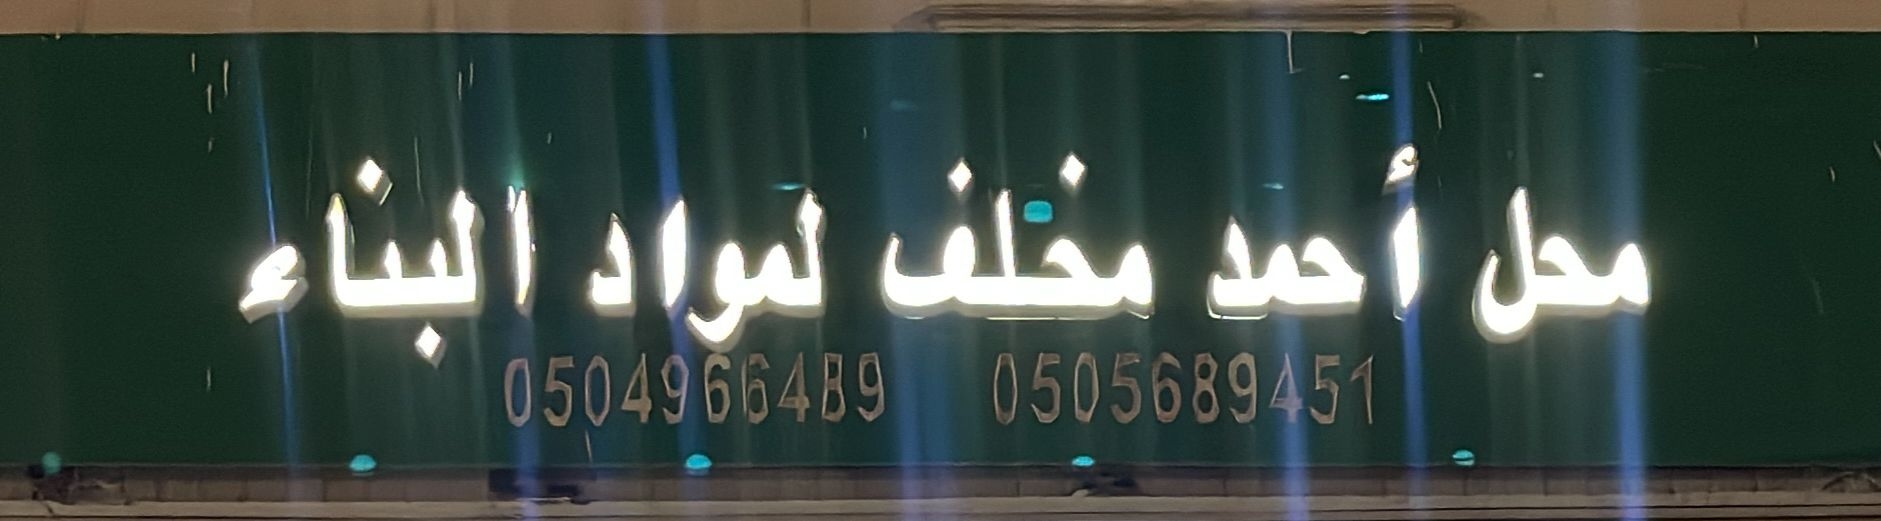 محل أحمد مخلف لمواد البناء
0504966489 0505689451